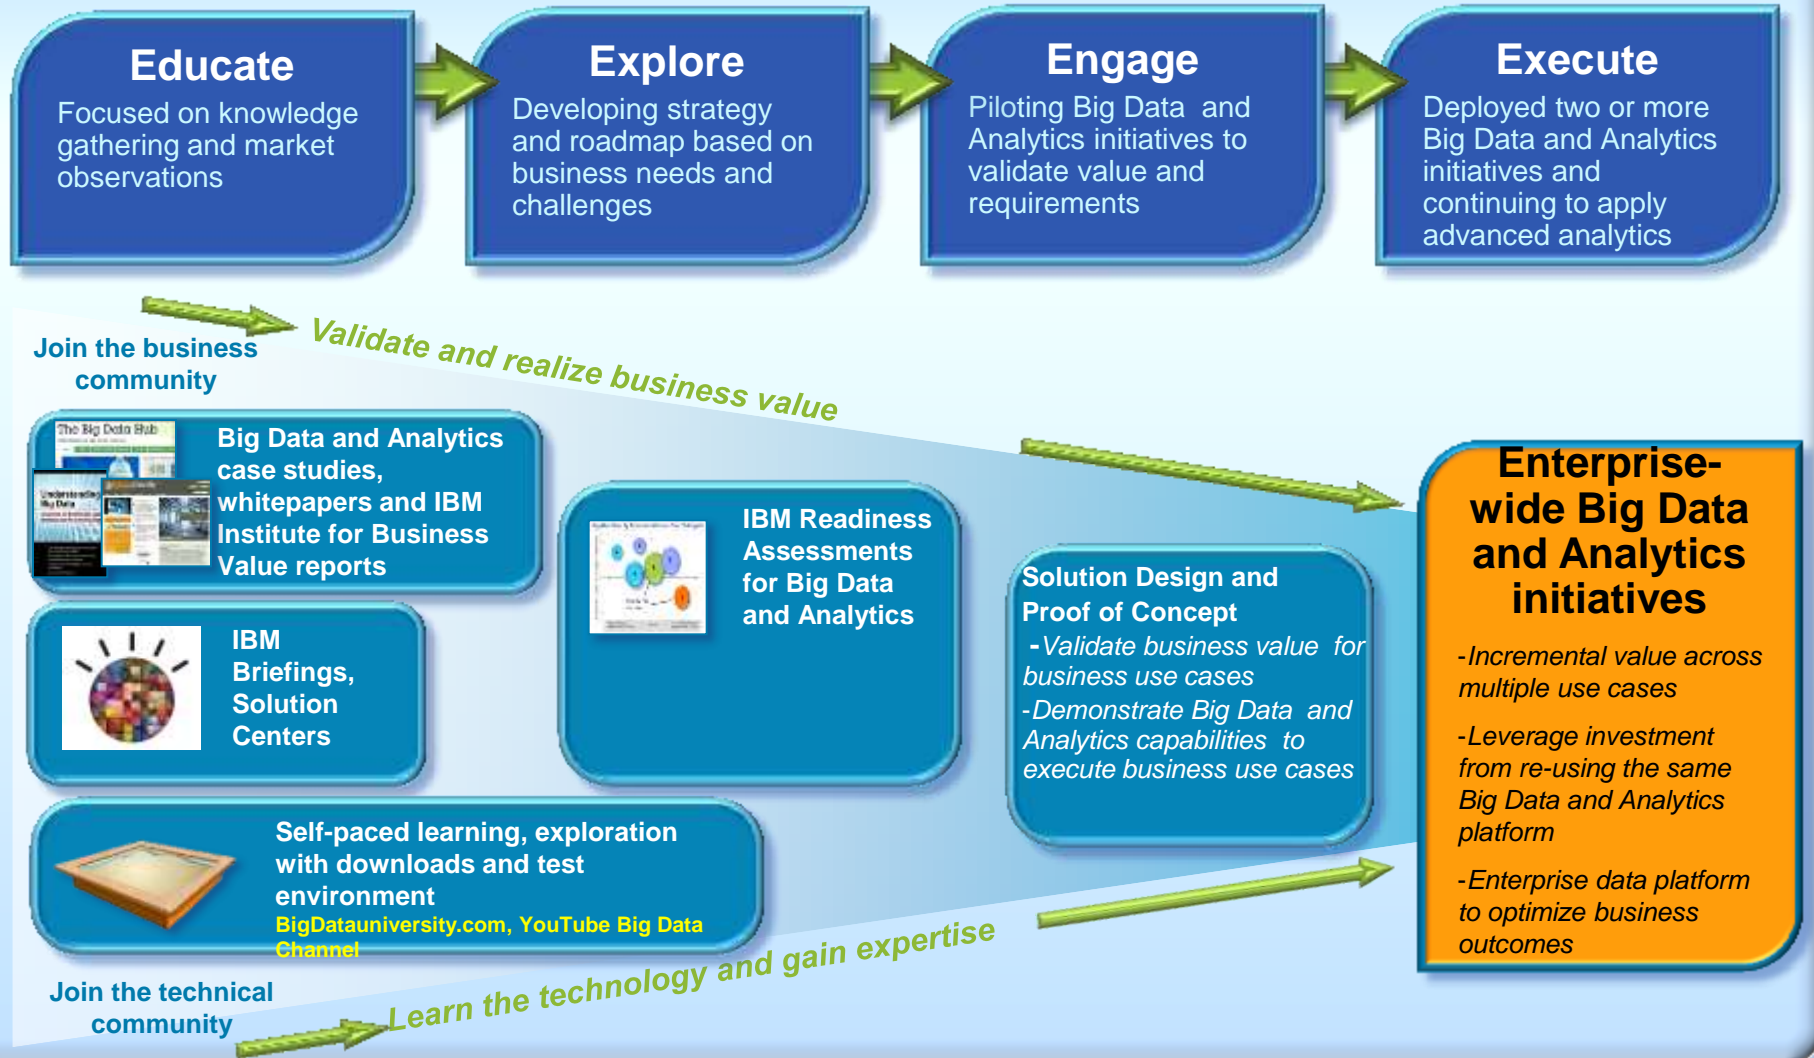 Educate
Focused on knowledge
gathering and market
observations
Explore
Developing strategy
and roadmap based on
business needs and
challenges
Engage
Piloting Big Data and
Analytics initiatives to
validate value and
requirements
Execute
Deployed two or more
Big Data and Analytics
initiatives and
continuing to apply
advanced analytics
Join the business
community
Validate and realize business value
The Big Data Hub
Understanding
Big Data
Big Data and Analytics
case studies,
whitepapers and IBM
Institute for Business
Value reports
IBM
Briefings,
Solution
Centers
Self-paced learning, exploration
with downloads and test
environment
BigDatauniversity.com, YouTube Big Data
Channel
IBM Readiness
Assessments
for Big Data
and Analytics
Solution Design and
Proof of Concept
-Validate business value for
business use cases
-Demonstrate Big Data and
Analytics capabilities to
execute business use cases
Enterprise-
wide Big Data
and Analytics
initiatives
-Incremental value across
multiple use cases
-Leverage investment
from re-using the same
Big Data and Analytics
platform
-Enterprise data platform
to optimize business
outcomes
Join the technical
community
Learn the technology and gain expertise